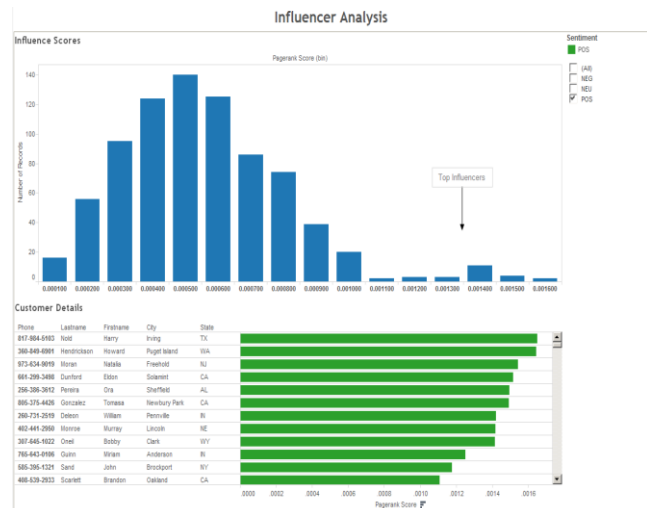 Influencer Analysis
Influence Scores
Sentiment
POS
(All)
NEG
NEU
POS
Pagerank Score (bin)
Number of Records
140
120
100
80
60
40
20
0
Top Influencers
0.000100 0.000200 0.000300 0.000400 0.000500 0.000600 0.000700 0.000800 0.000900 0.001000 0.001100 0.001200 0.001300 0.001400 0.001500 0.001600
Customer Details
Phone Lastname Firstname City State
817-984-5103 Nold Harry Irving TX
360-849-6901 Hendrickson Howard Puget Island WA
973-634-9019 Moran Natalia Freehold NJ
661-299-3498 Durnford Eldon Solemint CA
256-386-3612 Pereira Ora Sheffield AL
805-375-4426 Gonzalez Tomasa Newbury Park CA
260-731-2519 Deleon William Pennville IN
402-441-2950 Monroe Murray Lincoln NE
307-645-1022 Oneil Bobby Clark WY
765-643-0106 Guinn Miriam Anderson IN
585-395-1321 Sand John Brockport NY
408-539-2933 Scarlett Brandon Oakland CA
.0000 .0002 .0004 .0006 .0008 .0010 .0012 .0014 .0016
Pagerank Score